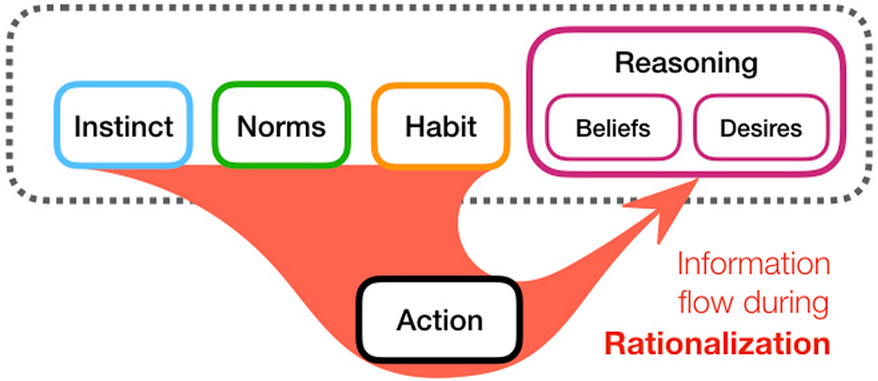 Reasoning
Instinct
Norms
Habit
Beliefs
Desires
Action
Information
flow during
Rationalization